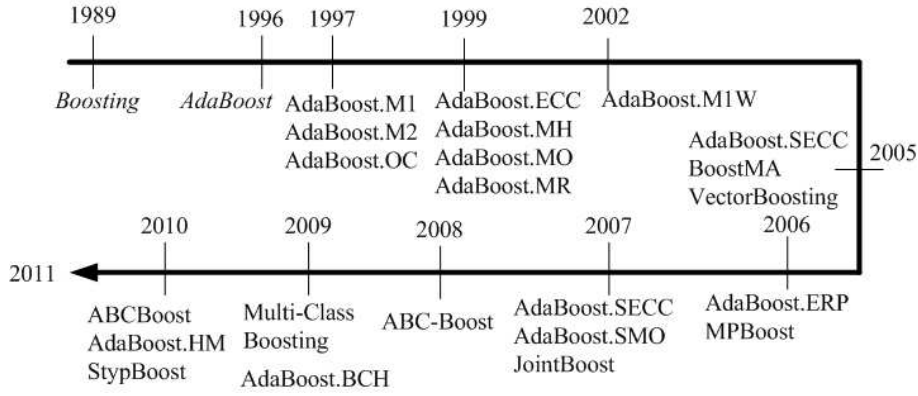 1989 1996 1997 1999 2002
Boosting AdaBoost AdaBoost.M1 AdaBoost.ECC AdaBoost.M1W
AdaBoost.M2 AdaBoost.MH
AdaBoost.OC AdaBoost.MO
AdaBoost.MR
AdaBoost.SECC
BoostMA
VectorBoosting
2005
2010 2009 2008 2007 2006
2011
ABCBoost
AdaBoost.HM
StypBoost
Multi-Class
Boosting
AdaBoost.BCH
ABC-Boost
AdaBoost.SECC
AdaBoost.SMO
JointBoost
AdaBoost.ERP
MPBoost